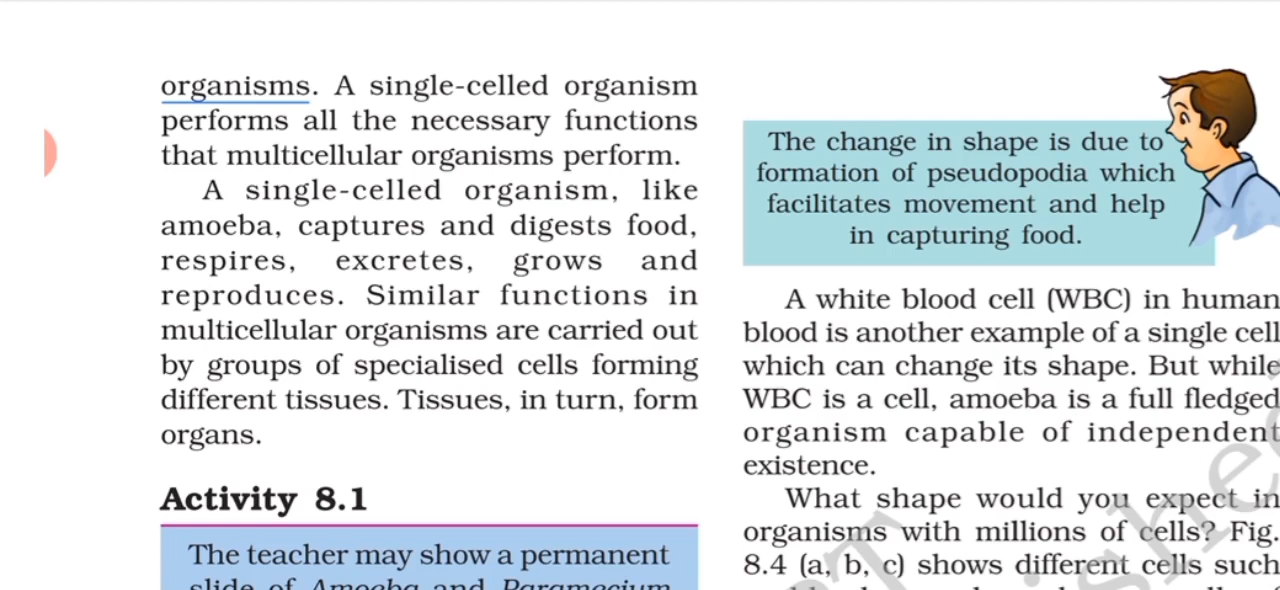 organisms. A single-celled organism
performs all the necessary functions
that multicellular organisms perform.
A single-celled organism, like
amoeba, captures and digests food,
respires, excretes, grows and
reproduces. Similar functions in
multicellular organisms are carried out
by groups of specialised cells forming
different tissues. Tissues, in turn, form
organs.
Activity 8.1
The teacher may show a permanent
slide of Amoeba and Paramecium
The change in shape is due to
formation of pseudopodia which
facilitates movement and help
in capturing food.
A white blood cell (WBC) in human
blood is another example of a single cell
which can change its shape. But while
WBC is a cell, amoeba is a full fledged
organism capable of independent
existence.
What shape would you expect in
organisms with millions of cells? Fig.
8.4 (a, b, c) shows different cells such